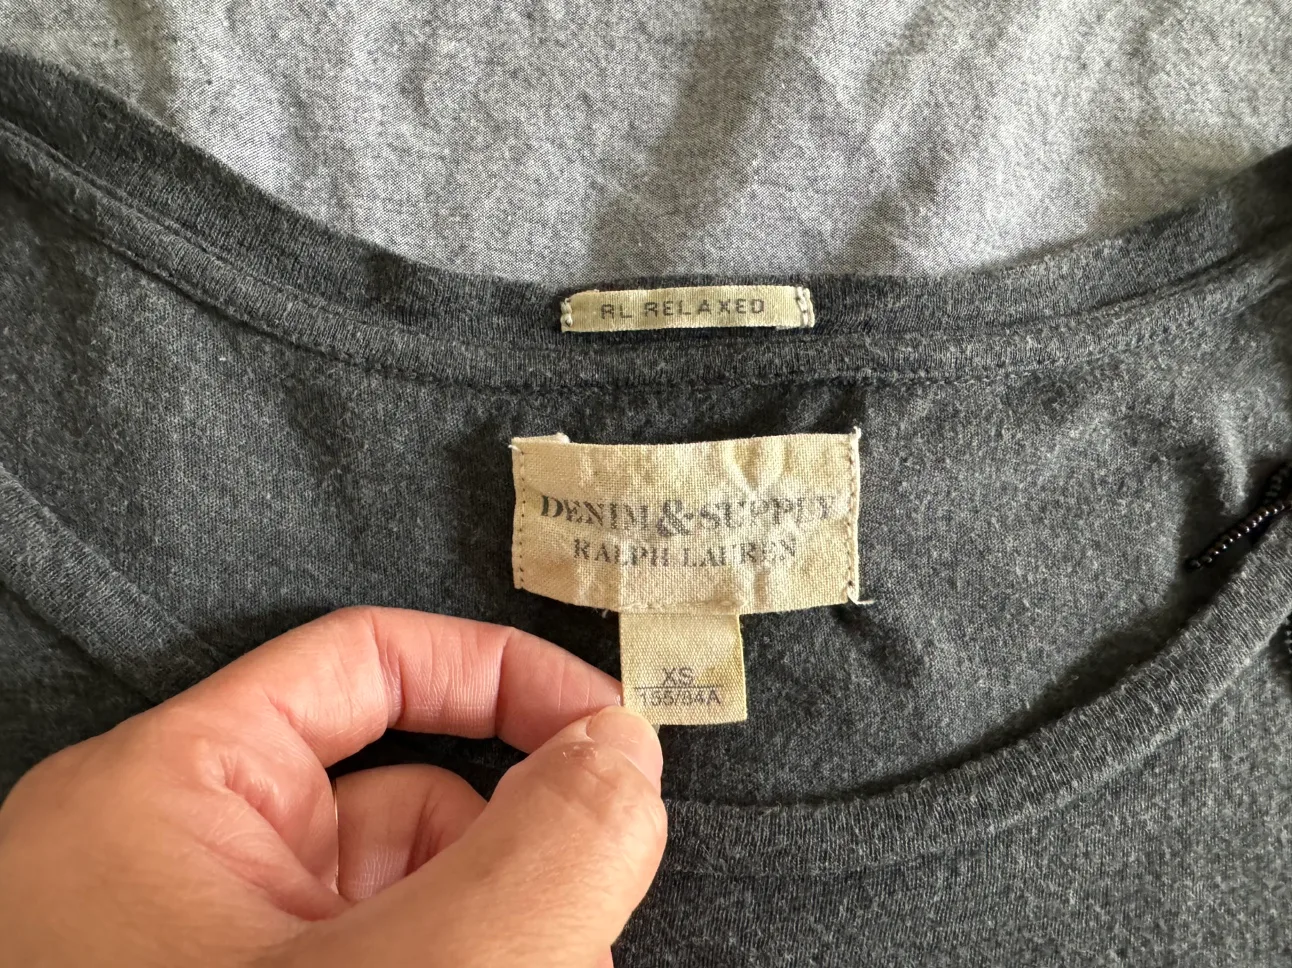 RL RELAXED
DENIM & SUPPLY
RALPH LAUREN
XS
155/84A